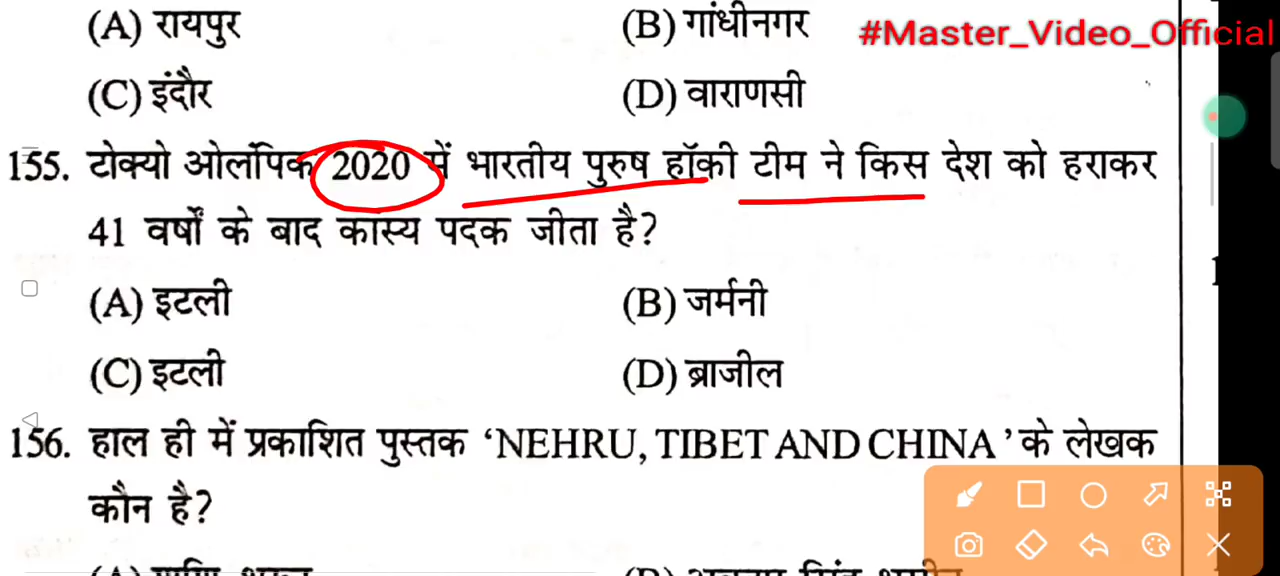 (A) रायपुर (B) गांधीनगर
#Master_Video_Official
(C) इंदौर (D) वाराणसी
155. टोक्यो ओलंपिक 2020 में भारतीय पुरुष हॉकी टीम ने किस देश को हराकर
41 वर्षों के बाद कास्य पदक जीता है?
(A) इटली (B) जर्मनी
(C) इटली (D) ब्राजील
156. हाल ही में प्रकाशित पुस्तक ‘NEHRU, TIBET AND CHINA’ के लेखक
कौन है?